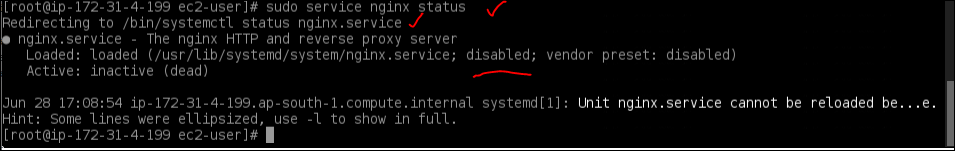 [root@ip-172-31-4-199 ec2-user]# sudo service nginx status
Redirecting to /bin/systemctl status nginx.service
● nginx.service - The nginx HTTP and reverse proxy server
Loaded: loaded (/usr/lib/systemd/system/nginx.service; disabled; vendor preset: disabled)
Active: inactive (dead)
Jun 28 17:08:54 ip-172-31-4-199.ap-south-1.compute.internal systemd[1]: Unit nginx.service cannot be reloaded be...e.
Hint: Some lines were ellipsized, use -l to show in full.
[root@ip-172-31-4-199 ec2-user]#